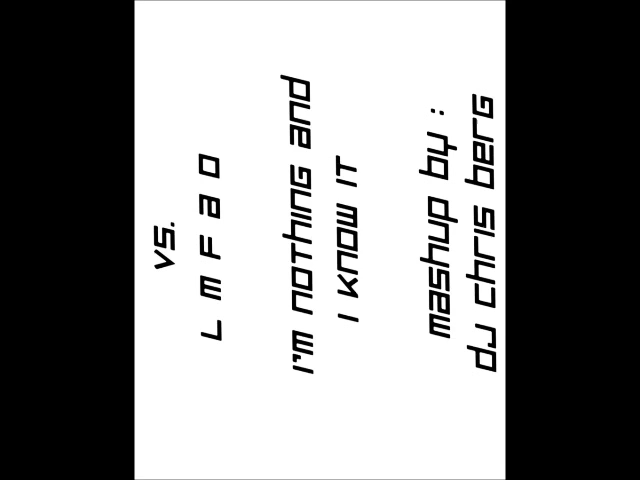 VS.
L M F A O
I'M NOTHING AND
I KNOW IT
MASHUP BY :
DJ CHRIS BERG